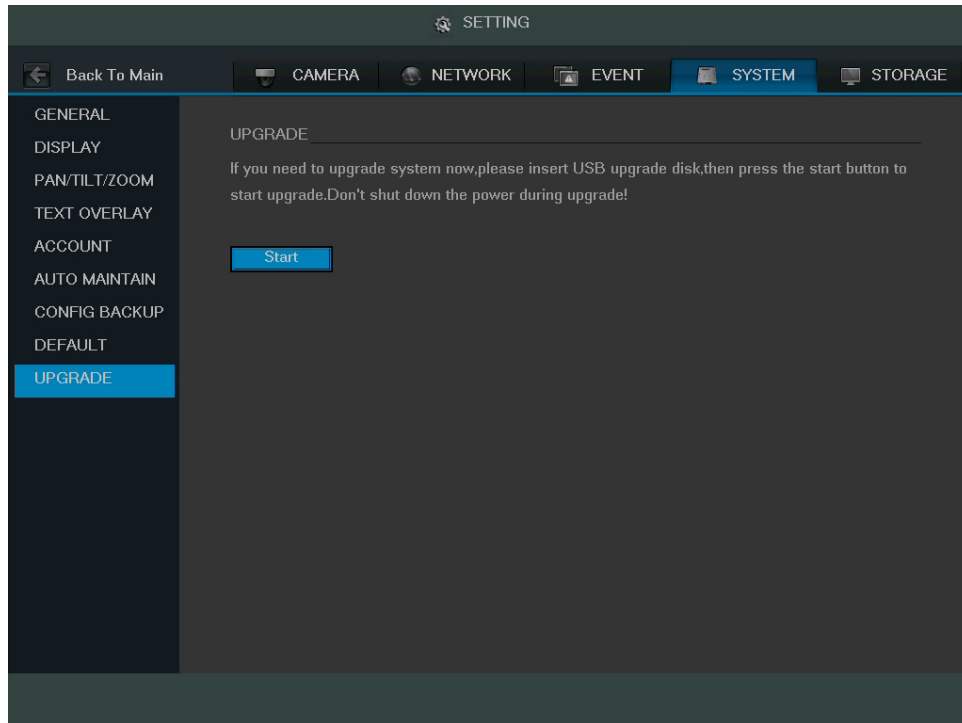 SETTING
Back To Main
CAMERA
NETWORK
EVENT
SYSTEM
STORAGE
GENERAL
DISPLAY
PAN/TILT/ZOOM
TEXT OVERLAY
ACCOUNT
AUTO MAINTAIN
CONFIG BACKUP
DEFAULT
UPGRADE
UPGRADE
If you need to upgrade system now,please insert USB upgrade disk,then press the start button to
start upgrade.Don't shut down the power during upgrade!
Start